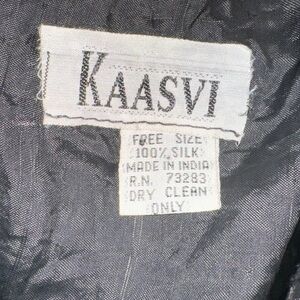 KAASVI
FREE SIZE
100% SILK
MADE IN INDIA
R.N. 73283
DRY CLEAN
ONLY